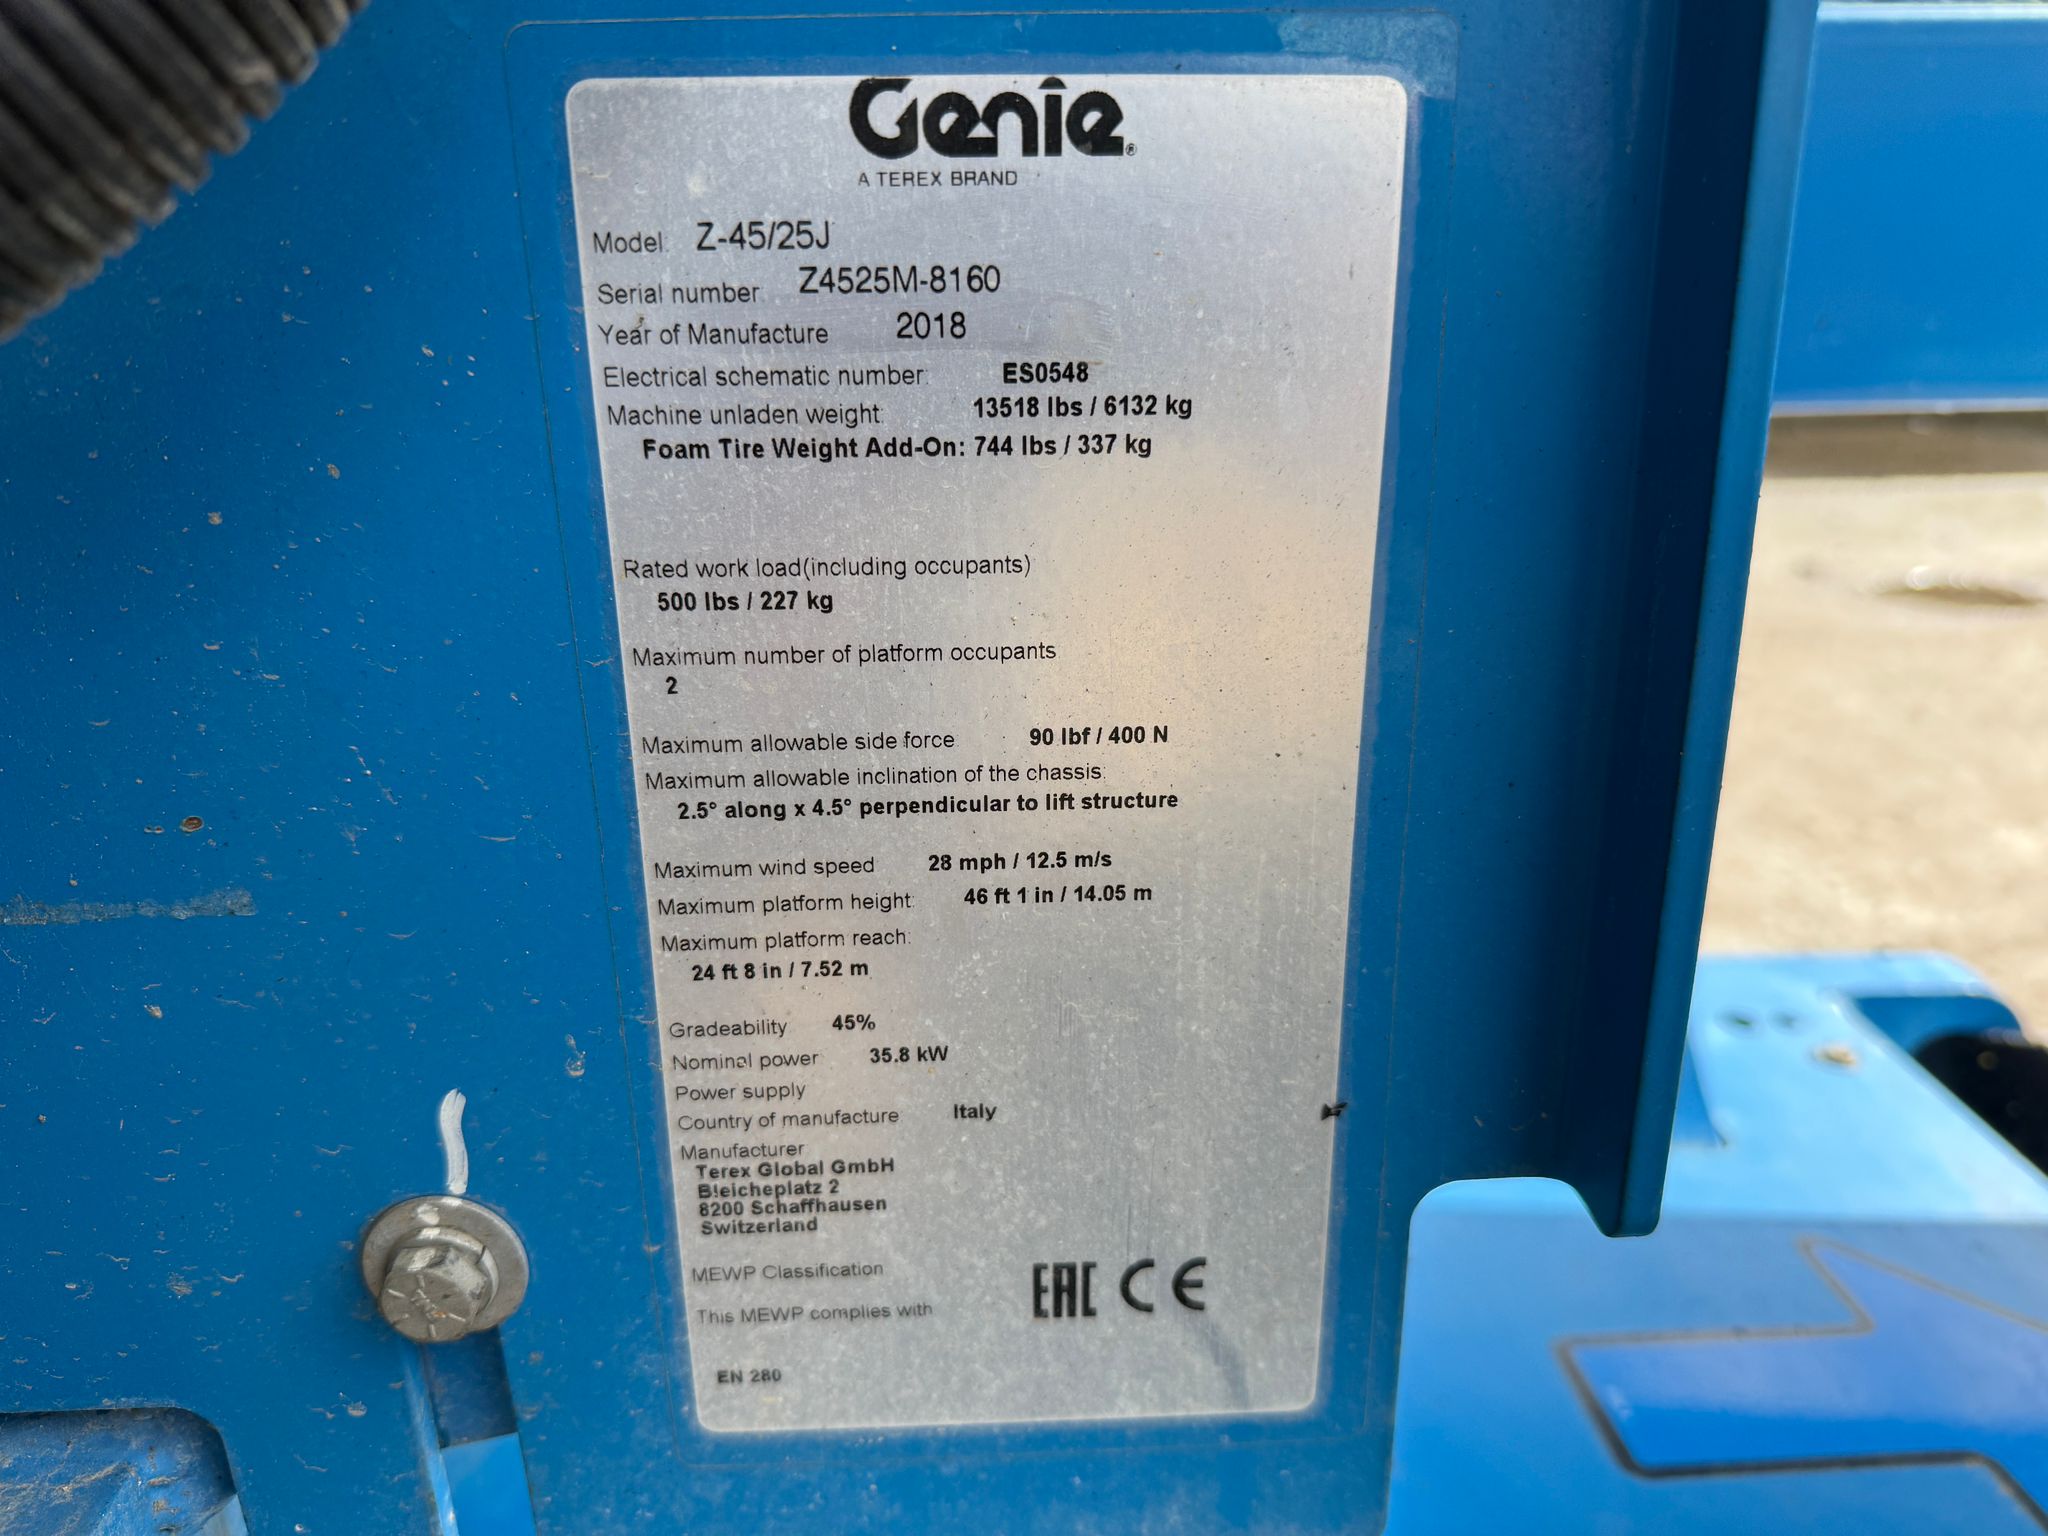 Genie®
A TEREX BRAND
Model: Z-45/25J
Serial number: Z4525M-8160
Year of Manufacture 2018
Electrical schematic number: ES0548
Machine unladen weight: 13518 lbs / 6132 kg
Foam Tire Weight Add-On: 744 lbs / 337 kg
Rated work load(including occupants)
500 lbs / 227 kg
Maximum number of platform occupants
2
Maximum allowable side force 90 lbf / 400 N
Maximum allowable inclination of the chassis:
2.5° along x 4.5° perpendicular to lift structure
Maximum wind speed 28 mph / 12.5 m/s
Maximum platform height: 46 ft 1 in / 14.05 m
Maximum platform reach:
24 ft 8 in / 7.52 m
Gradeability 45%
Nominal power 35.8 kW
Power supply
Country of manufacture Italy
Manufacturer
Terex Global GmbH
Bleicheplatz 2
8200 Schaffhausen
Switzerland
MEWP Classification
This MEWP complies with EAC CE
EN 280